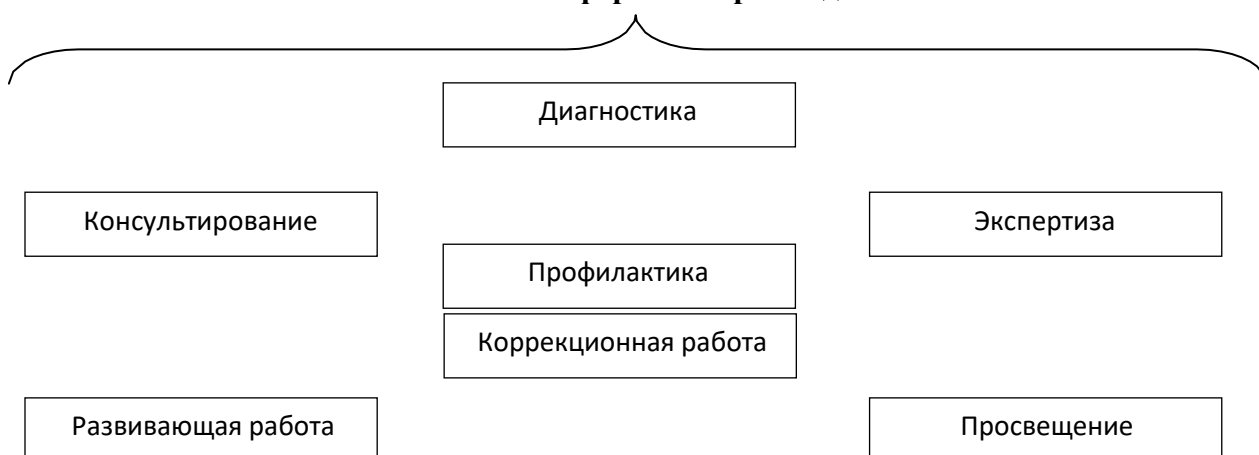 Диагностика
Консультирование
Экспертиза
Профилактика
Коррекционная работа
Развивающая работа
Просвещение